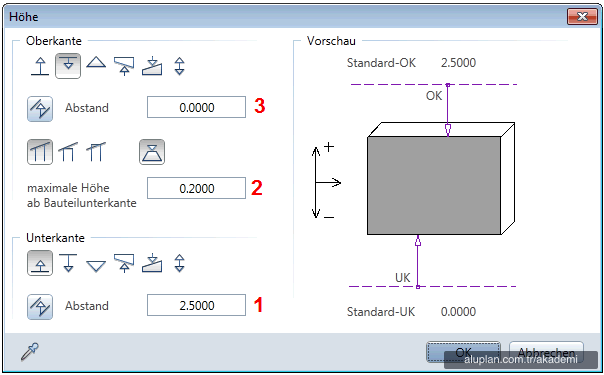 Höhe
Oberkante
Abstand
0.0000
3
maximale Höhe
ab Bauteilunterkante
0.2000
2
Unterkante
Abstand
2.5000
1
Vorschau
Standard-OK 2.5000
OK
+
−
UK
Standard-UK 0.0000
OK Abbrechen
aluplan.com.tr/akademi